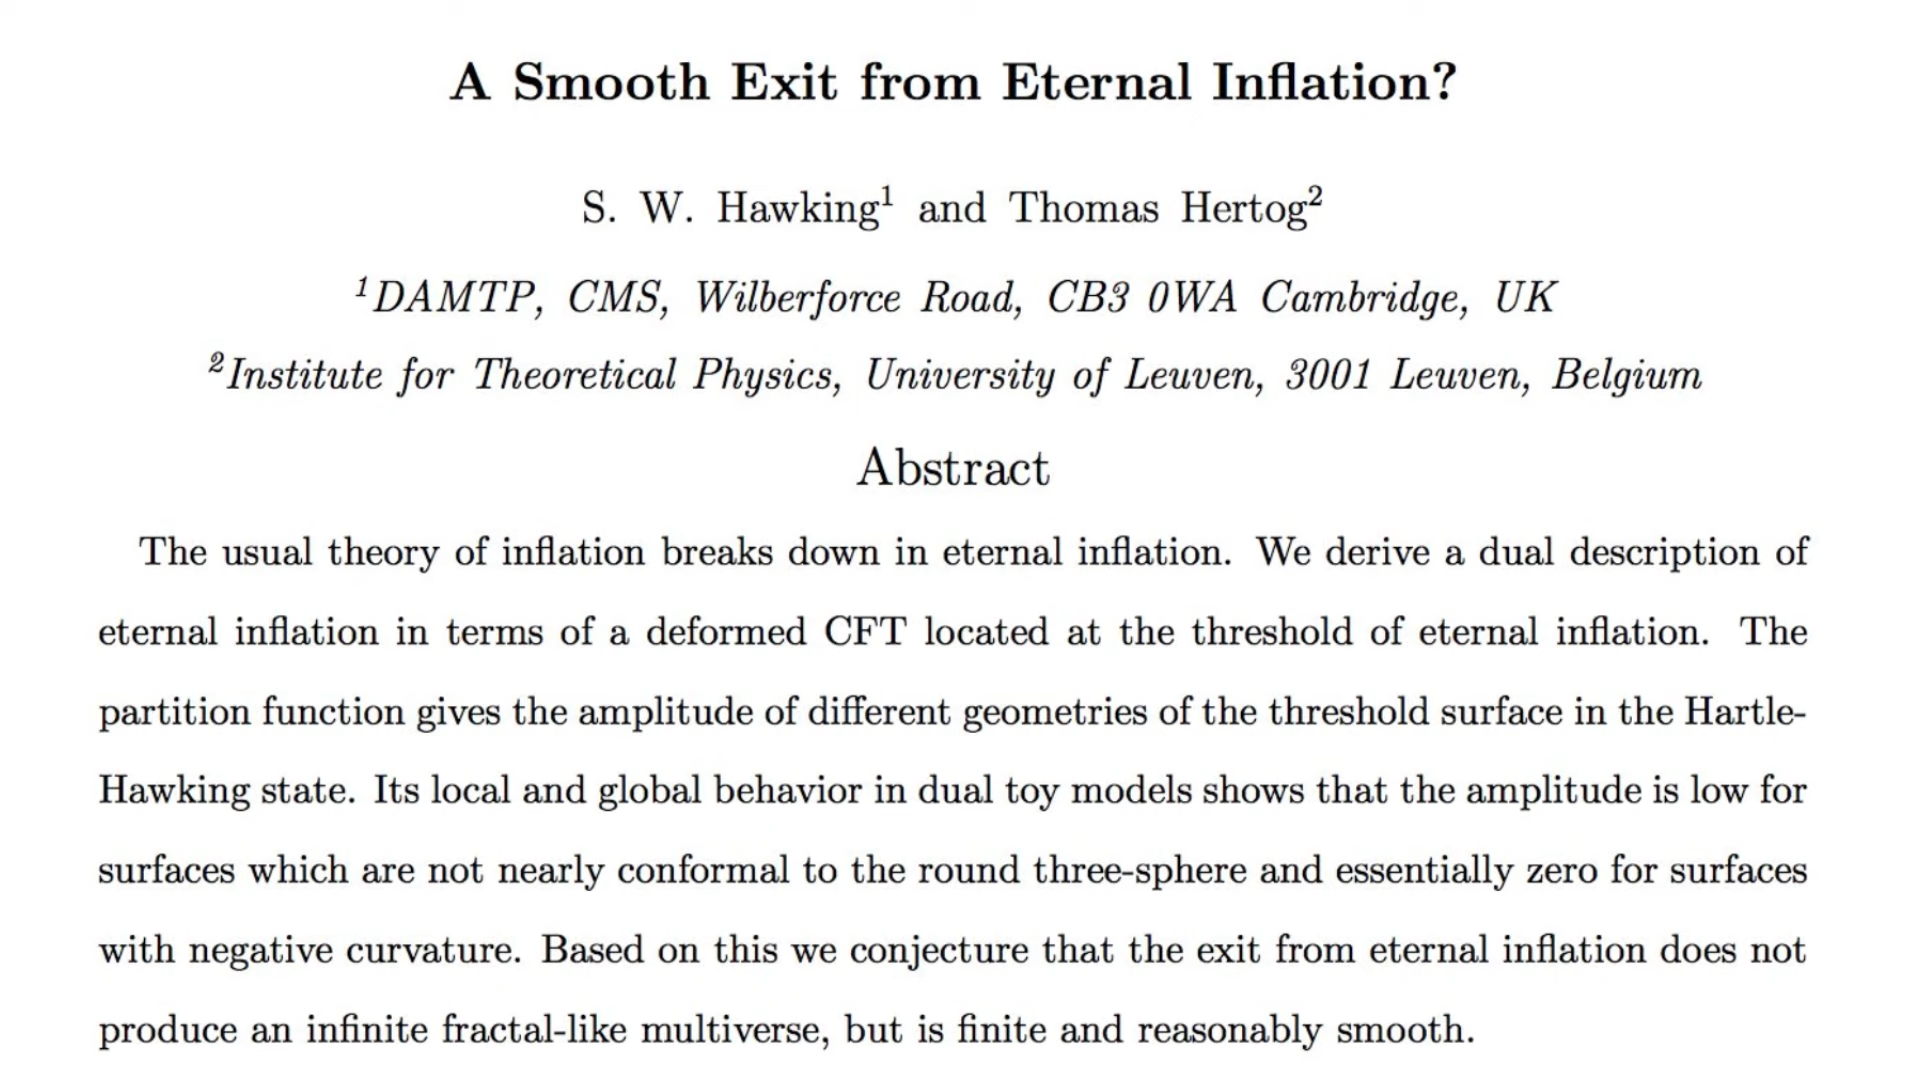 A Smooth Exit from Eternal Inflation?
S. W. Hawking¹ and Thomas Hertog²
¹DAMTP, CMS, Wilberforce Road, CB3 0WA Cambridge, UK
²Institute for Theoretical Physics, University of Leuven, 3001 Leuven, Belgium
Abstract
The usual theory of inflation breaks down in eternal inflation. We derive a dual description of
eternal inflation in terms of a deformed CFT located at the threshold of eternal inflation. The
partition function gives the amplitude of different geometries of the threshold surface in the Hartle-
Hawking state. Its local and global behavior in dual toy models shows that the amplitude is low for
surfaces which are not nearly conformal to the round three-sphere and essentially zero for surfaces
with negative curvature. Based on this we conjecture that the exit from eternal inflation does not
produce an infinite fractal-like multiverse, but is finite and reasonably smooth.